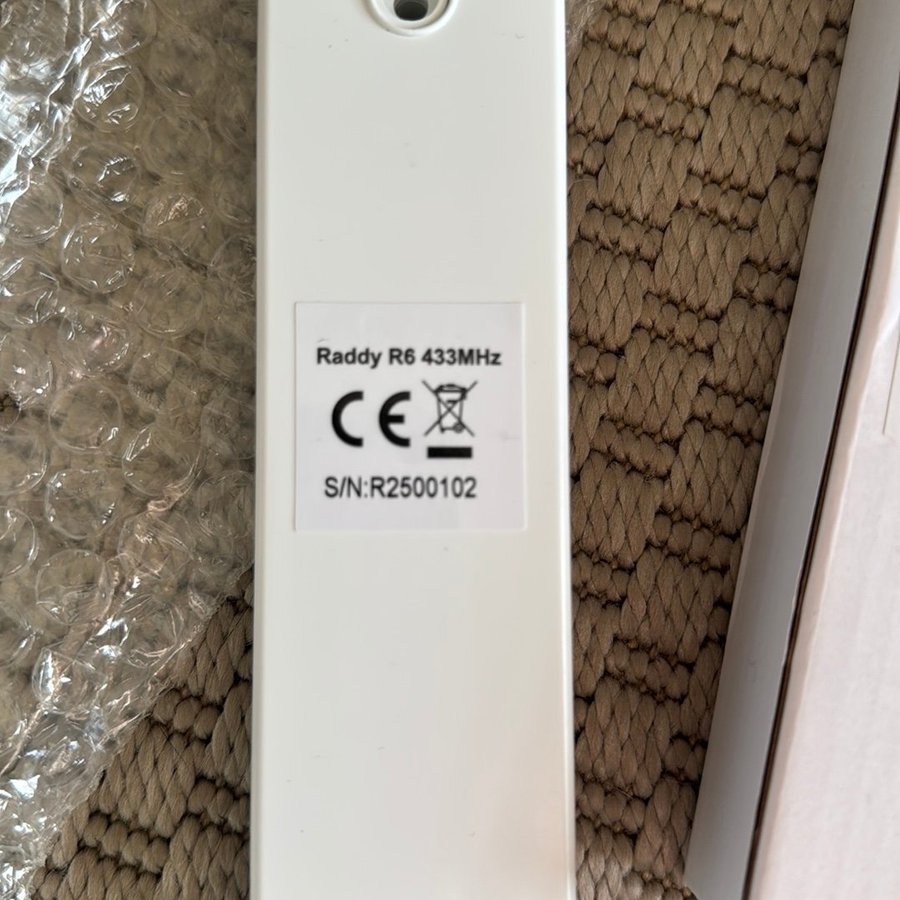 Raddy R6 433MHz
CE
S/N:R2500102